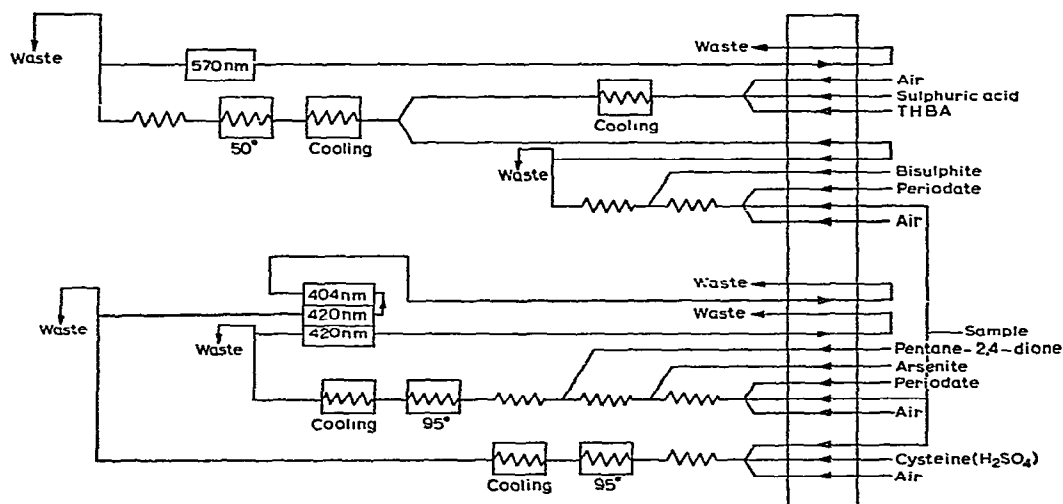 Waste
570nm
Waste
Air
Sulphuric acid
THBA
Cooling
50°
Cooling
Waste
Bisulphite
Periodate
Air
404nm
420nm
420nm
Waste
Waste
Waste
Waste
Sample
Pentane-2,4-dione
Arsenite
Periodate
Air
Cooling
95°
Cysteine(H₂SO₄)
Air
Cooling
95°